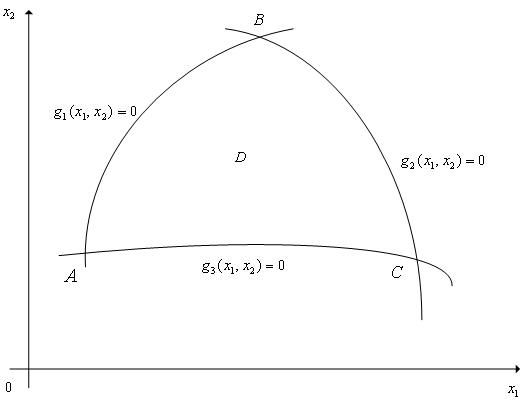 x₂
B
g₁(x₁, x₂) = 0
D
g₂(x₁, x₂) = 0
A
g₃(x₁, x₂) = 0
C
0
x₁